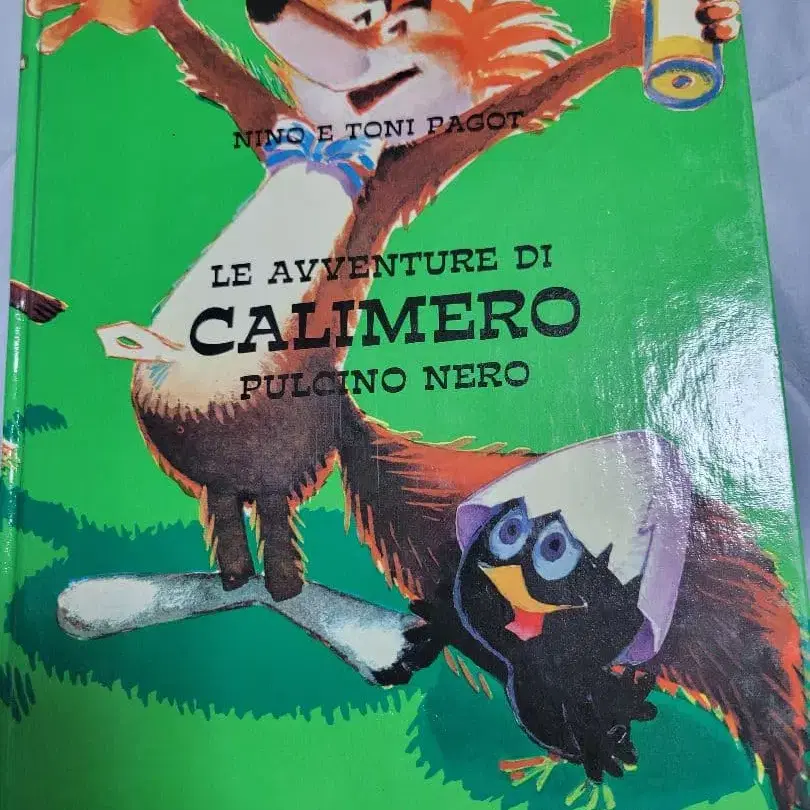 NINO E TONI PAGOT
LE AVVENTURE DI
CALIMERO
PULCINO NERO